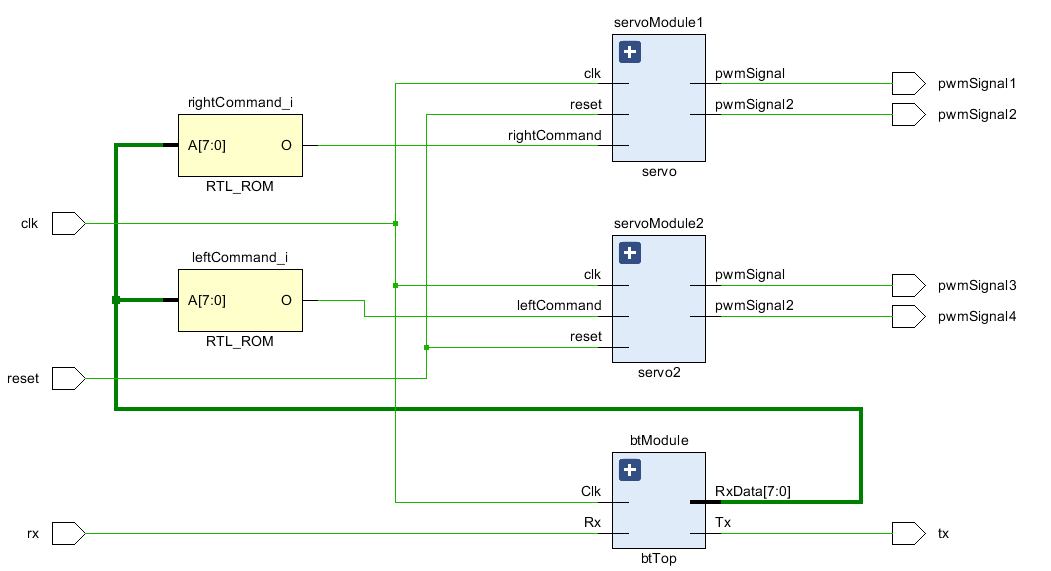 servoModule1
clk
reset
rightCommand
pwmSignal
pwmSignal2
servo
pwmSignal1
pwmSignal2
rightCommand_i
A[7:0]
O
RTL_ROM
clk
leftCommand_i
A[7:0]
O
RTL_ROM
reset
servoModule2
clk
leftCommand
reset
pwmSignal
pwmSignal2
servo2
pwmSignal3
pwmSignal4
btModule
Clk
Rx
RxData[7:0]
Tx
btTop
rx
tx